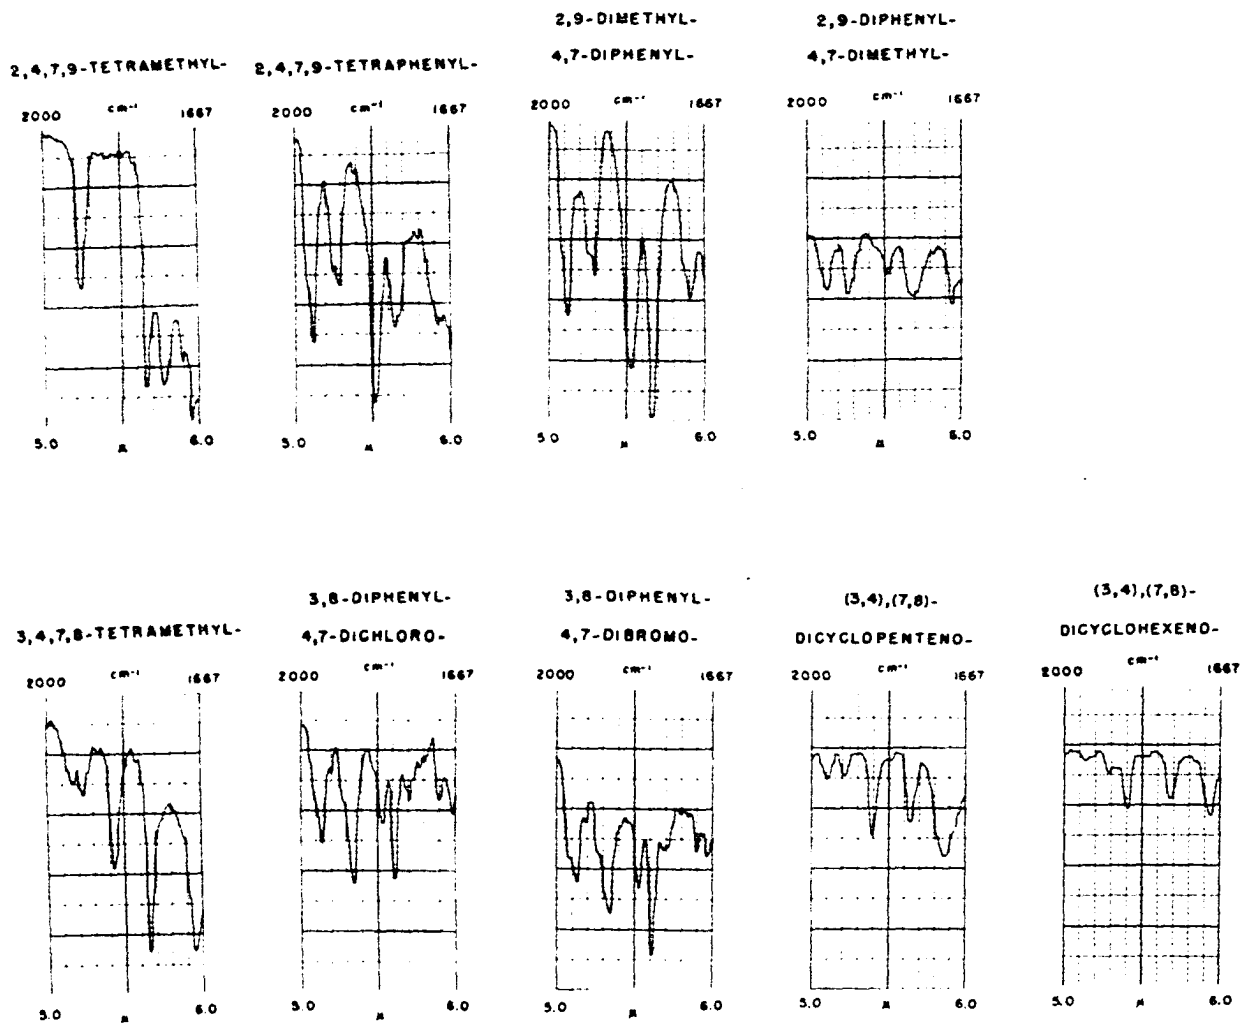 2,9-DIMETHYL-
2,9-DIPHENYL-
2,4,7,9-TETRAMETHYL-
2,4,7,9-TETRAPHENYL-
4,7-DIPHENYL-
4,7-DIMETHYL-
2000 cm⁻¹ 1667
2000 cm⁻¹ 1667
2000 cm⁻¹ 1667
2000 cm⁻¹ 1667
5.0 μ 6.0
5.0 μ 6.0
5.0 μ 6.0
5.0 μ 6.0
3,8-DIPHENYL-
3,8-DIPHENYL-
(3,4),(7,8)-
(3,4),(7,8)-
3,4,7,8-TETRAMETHYL-
4,7-DICHLORO-
4,7-DIBROMO-
DICYCLOPENTENO-
DICYCLOHEXENO-
2000 cm⁻¹ 1667
2000 cm⁻¹ 1667
2000 cm⁻¹ 1667
2000 cm⁻¹ 1667
2000 cm⁻¹ 1667
5.0 μ 6.0
5.0 μ 6.0
5.0 μ 6.0
5.0 μ 6.0
5.0 μ 6.0